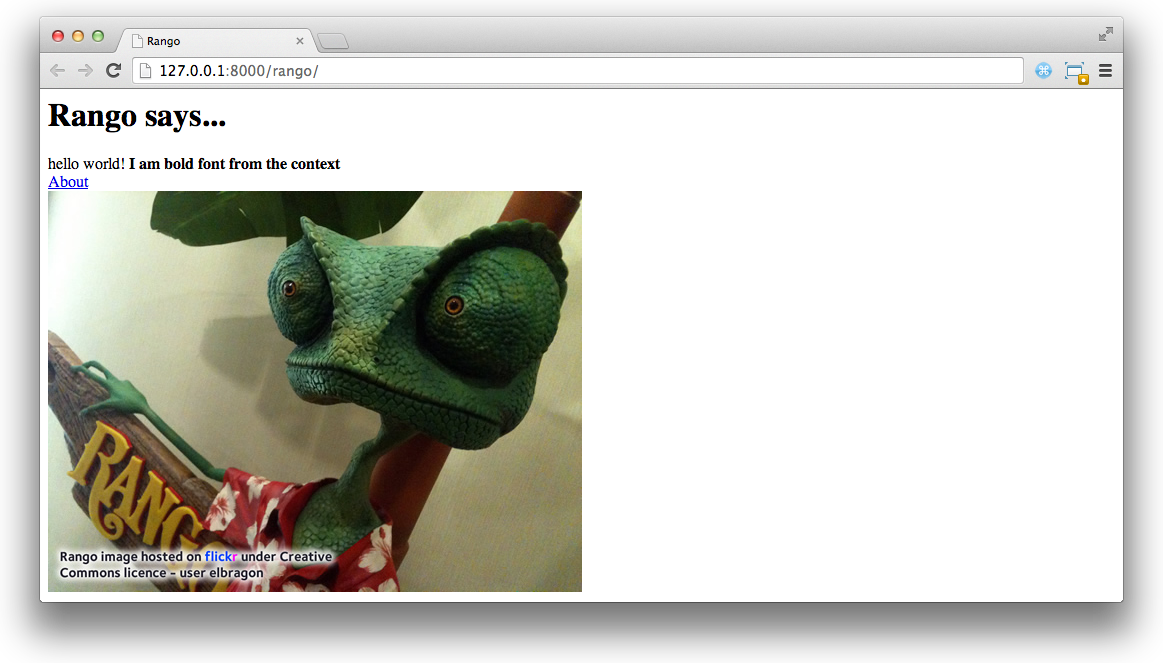 Rango
127.0.0.1:8000/rango/
Rango says...
hello world! I am bold font from the context
About
RANGO
Rango image hosted on flickr under Creative
Commons licence - user elbragon